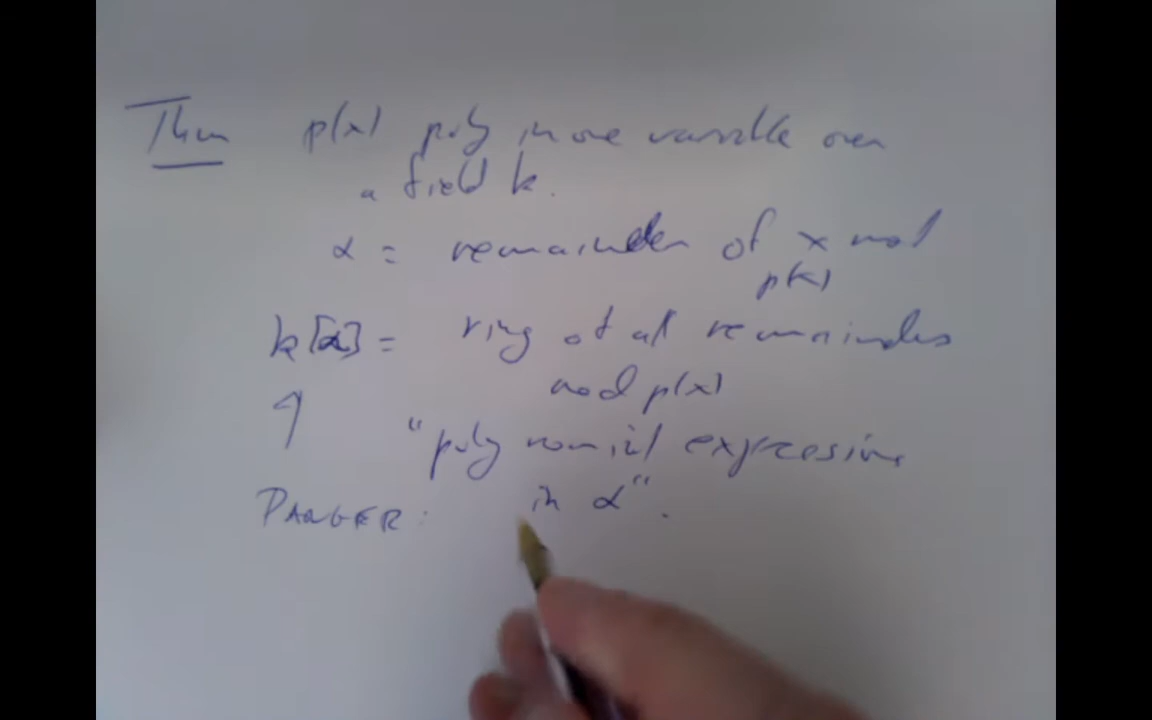 Thm p(x) poly in one variable over
a field k.
α = remainder of x mod
p(x)
k[α] = ring of all remainders
mod p(x)
"polynomial expressions
in α".
DANGER: